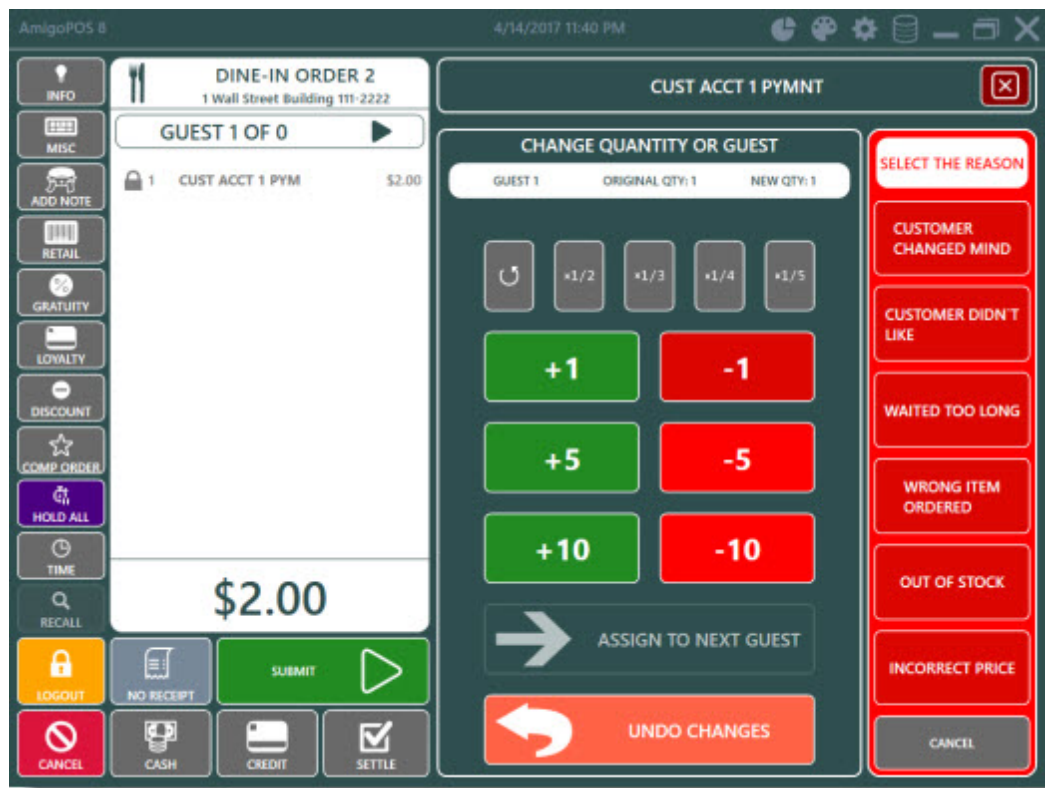 AmigoPOS 8
4/14/2017 11:40 PM
INFO
MISC
ADD NOTE
RETAIL
GRATUITY
LOYALTY
DISCOUNT
COMP ORDER
HOLD ALL
TIME
RECALL
LOGOUT
CANCEL
DINE-IN ORDER 2
1 Wall Street Building 111-2222
GUEST 1 OF 0
1 CUST ACCT 1 PYM $2.00
$2.00
NO RECEIPT
SUBMIT
CASH
CREDIT
SETTLE
CUST ACCT 1 PYMNT
CHANGE QUANTITY OR GUEST
GUEST 1 ORIGINAL QTY: 1 NEW QTY: 1
×1/2 ×1/3 ×1/4 ×1/5
+1 -1
+5 -5
+10 -10
ASSIGN TO NEXT GUEST
UNDO CHANGES
SELECT THE REASON
CUSTOMER
CHANGED MIND
CUSTOMER DIDN'T
LIKE
WAITED TOO LONG
WRONG ITEM
ORDERED
OUT OF STOCK
INCORRECT PRICE
CANCEL